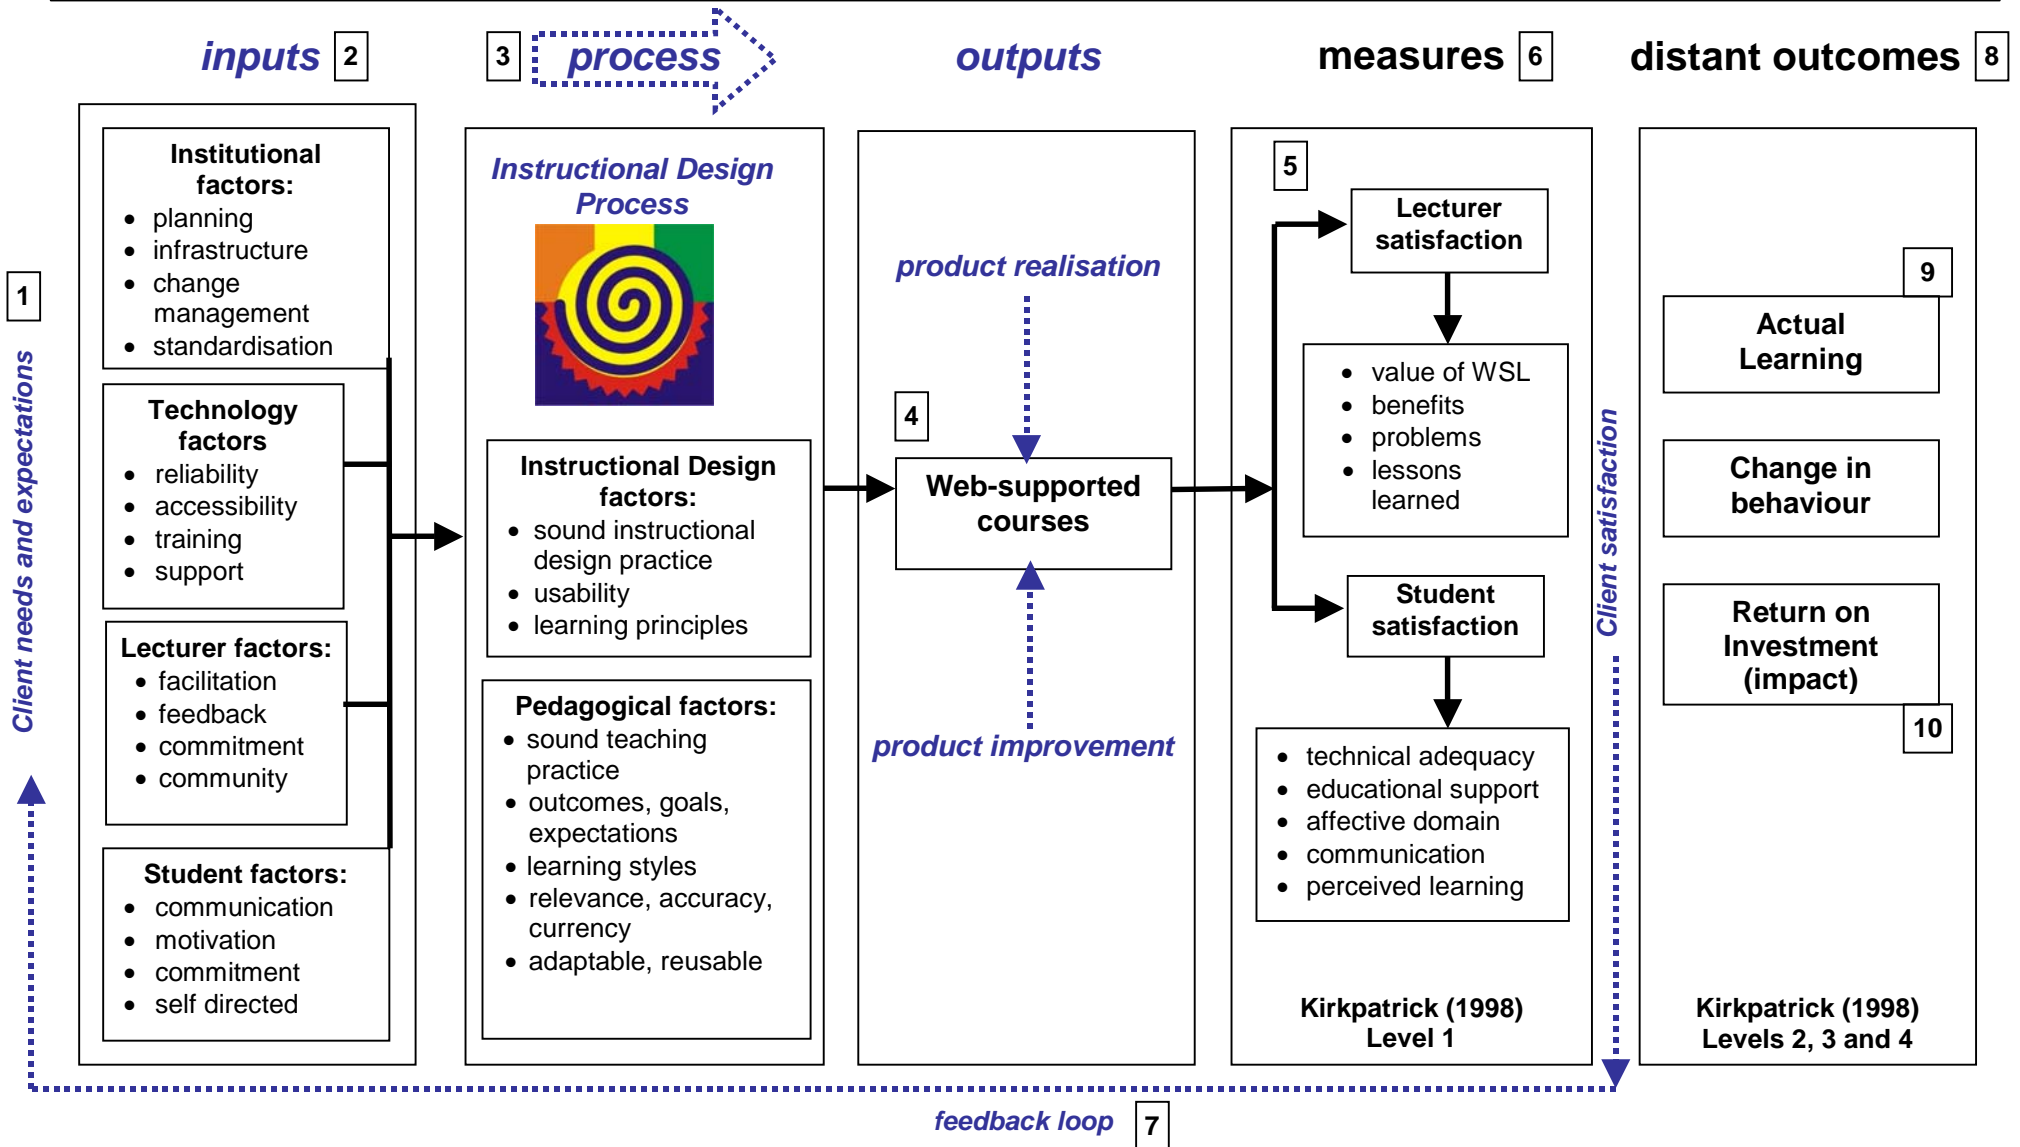 inputs 2
3 process
outputs
measures 6
distant outcomes 8
1
Client needs and expectations
Institutional
factors:
• planning
• infrastructure
• change
management
• standardisation
Technology
factors
• reliability
• accessibility
• training
• support
Lecturer factors:
• facilitation
• feedback
• commitment
• community
Student factors:
• communication
• motivation
• commitment
• self directed
Instructional Design
Process
Instructional Design
factors:
• sound instructional
design practice
• usability
• learning principles
Pedagogical factors:
• sound teaching
practice
• outcomes, goals,
expectations
• learning styles
• relevance, accuracy,
currency
• adaptable, reusable
product realisation
4
Web-supported
courses
product improvement
5
Lecturer
satisfaction
• value of WSL
• benefits
• problems
• lessons
learned
Student
satisfaction
• technical adequacy
• educational support
• affective domain
• communication
• perceived learning
Kirkpatrick (1998)
Level 1
Client satisfaction
9
Actual
Learning
Change in
behaviour
Return on
Investment
(impact)
10
Kirkpatrick (1998)
Levels 2, 3 and 4
feedback loop 7